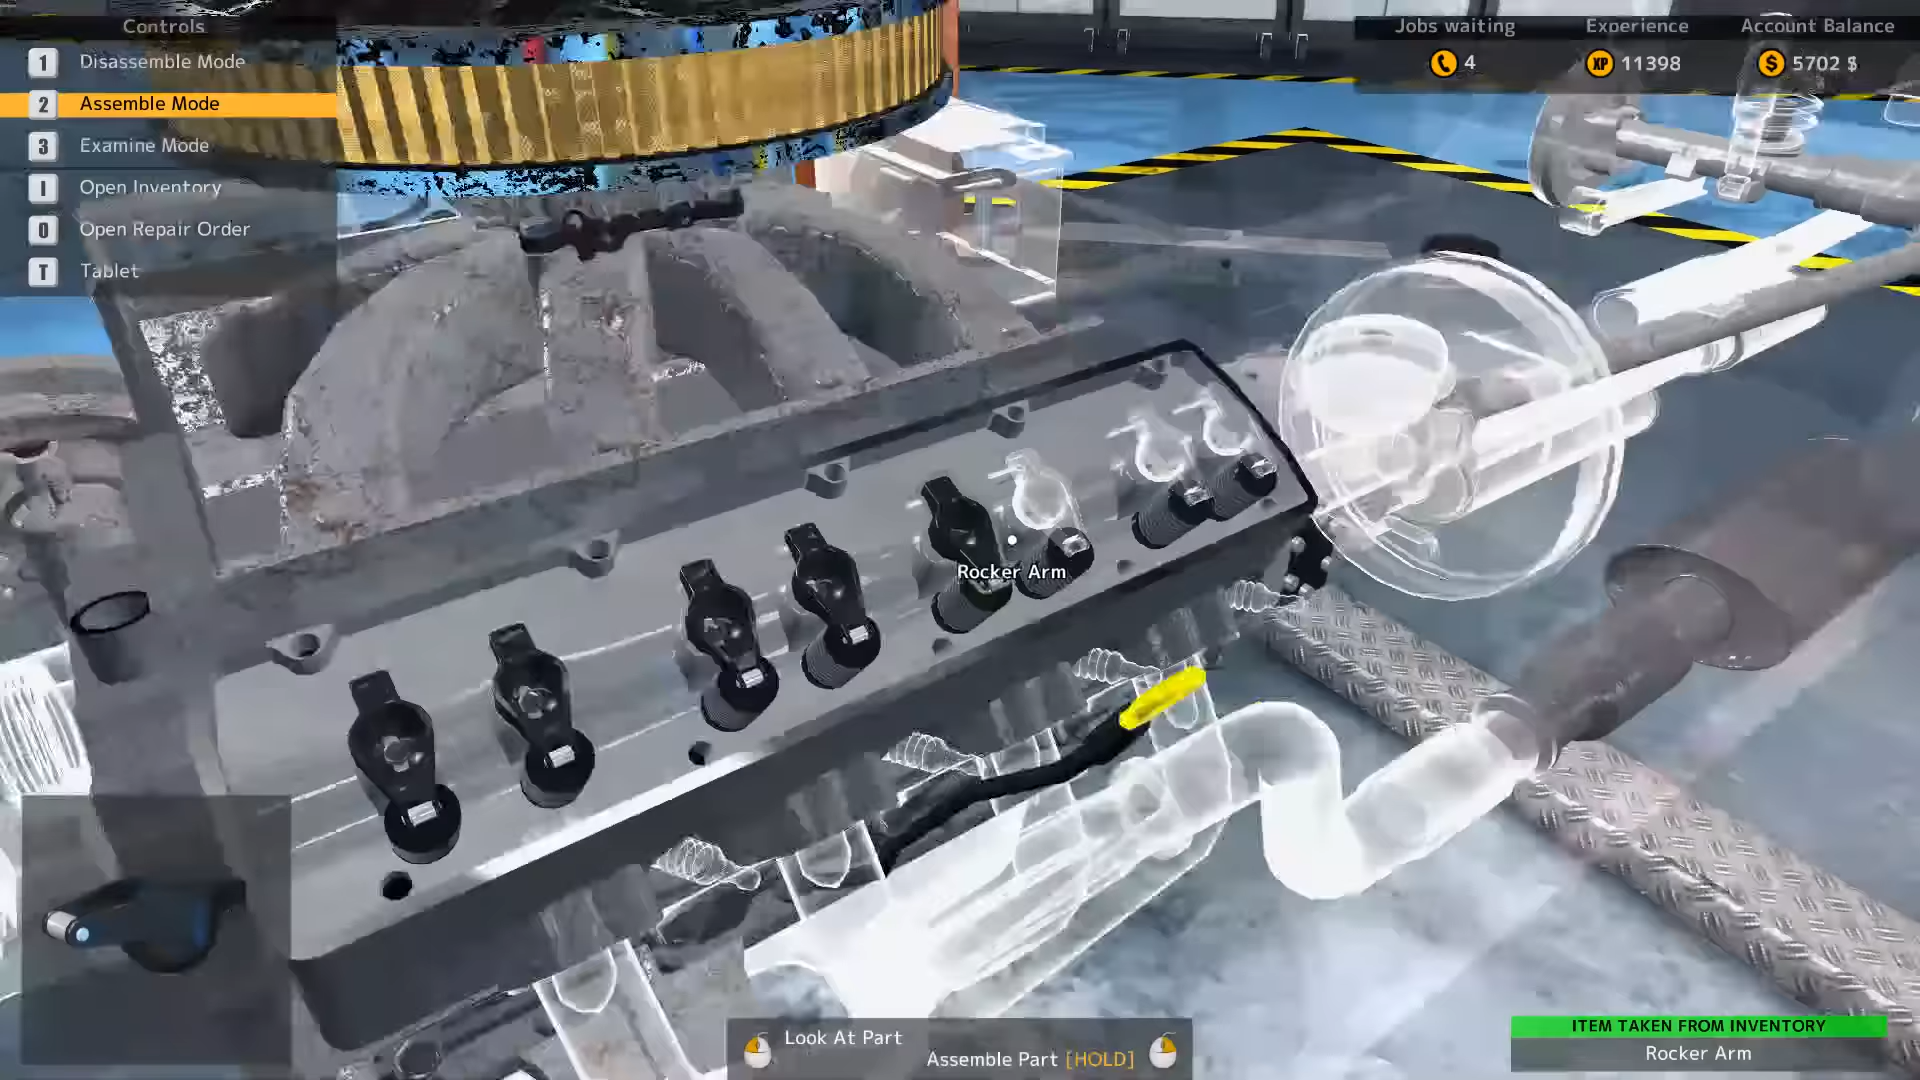 Controls
1 Disassemble Mode
2 Assemble Mode
3 Examine Mode
I Open Inventory
O Open Repair Order
T Tablet
Jobs waiting
4
Experience
XP 11398
Account Balance
$ 5702 $
Rocker Arm
Look At Part
Assemble Part [HOLD]
ITEM TAKEN FROM INVENTORY
Rocker Arm